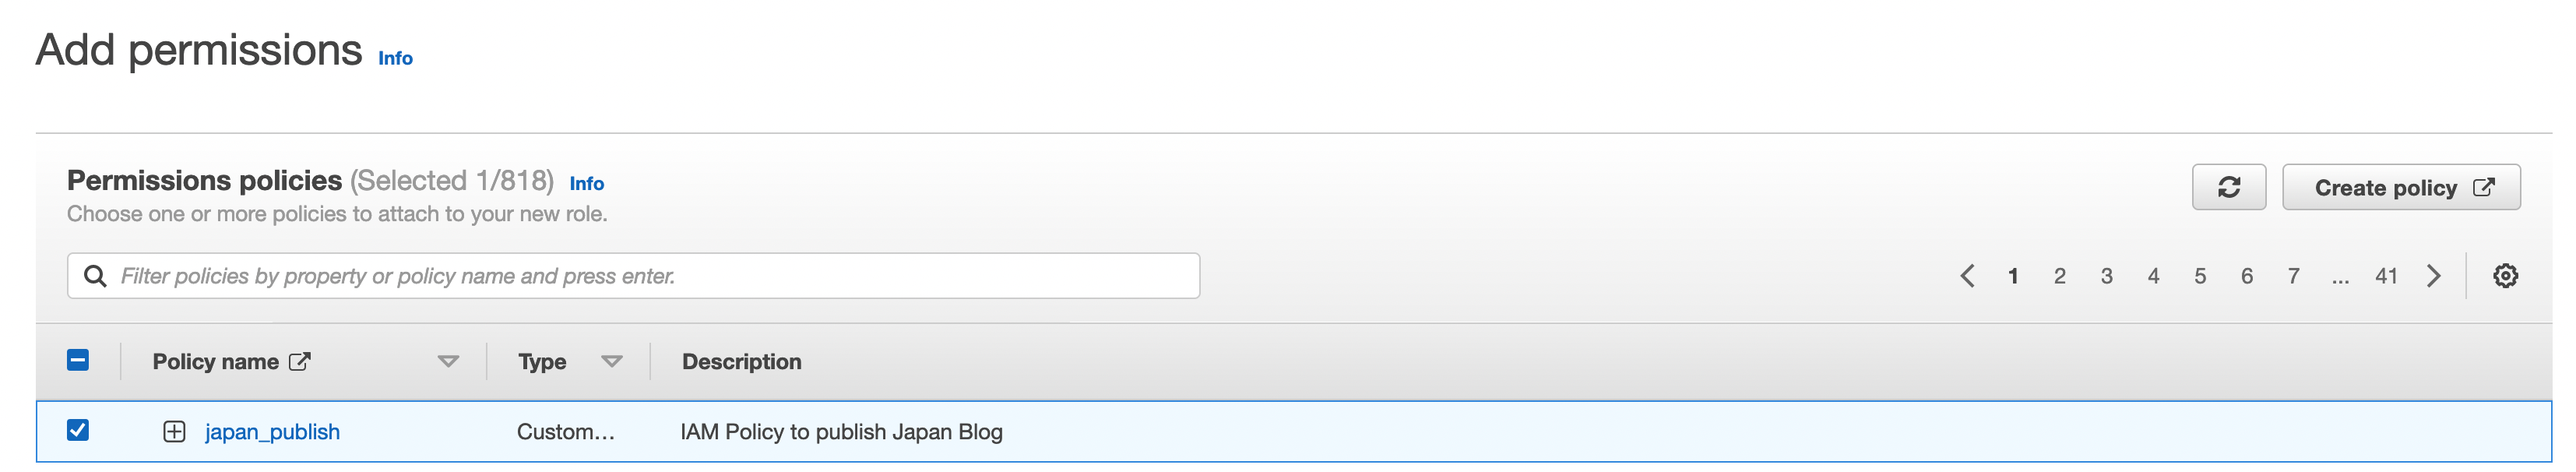 Add permissions Info
Permissions policies (Selected 1/818) Info
Choose one or more policies to attach to your new role.
Create policy
Filter policies by property or policy name and press enter.
1 2 3 4 5 6 7 ... 41
Policy name Type Description
japan_publish Custom... IAM Policy to publish Japan Blog